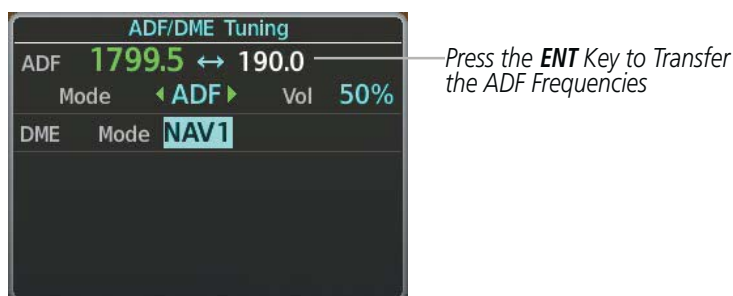 ADF/DME Tuning
ADF 1799.5 ↔ 190.0
Mode ADF Vol 50%
DME Mode NAV1
Press the ENT Key to Transfer
the ADF Frequencies